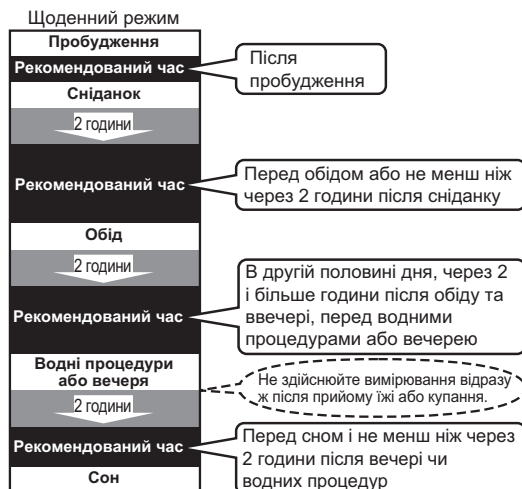 Щоденний режим
Пробудження
Рекомендований час
Після
пробудження
Сніданок
2 години
Рекомендований час
Перед обідом або не менш ніж
через 2 години після сніданку
Обід
2 години
Рекомендований час
В другій половині дня, через 2
і більше години після обіду та
ввечері, перед водними
процедурами або вечерею
Водні процедури
або вечеря
Не здійснюйте вимірювання відразу
ж після прийому їжі або купання.
2 години
Рекомендований час
Перед сном і не менш ніж через
2 години після вечері чи
водних процедур
Сон